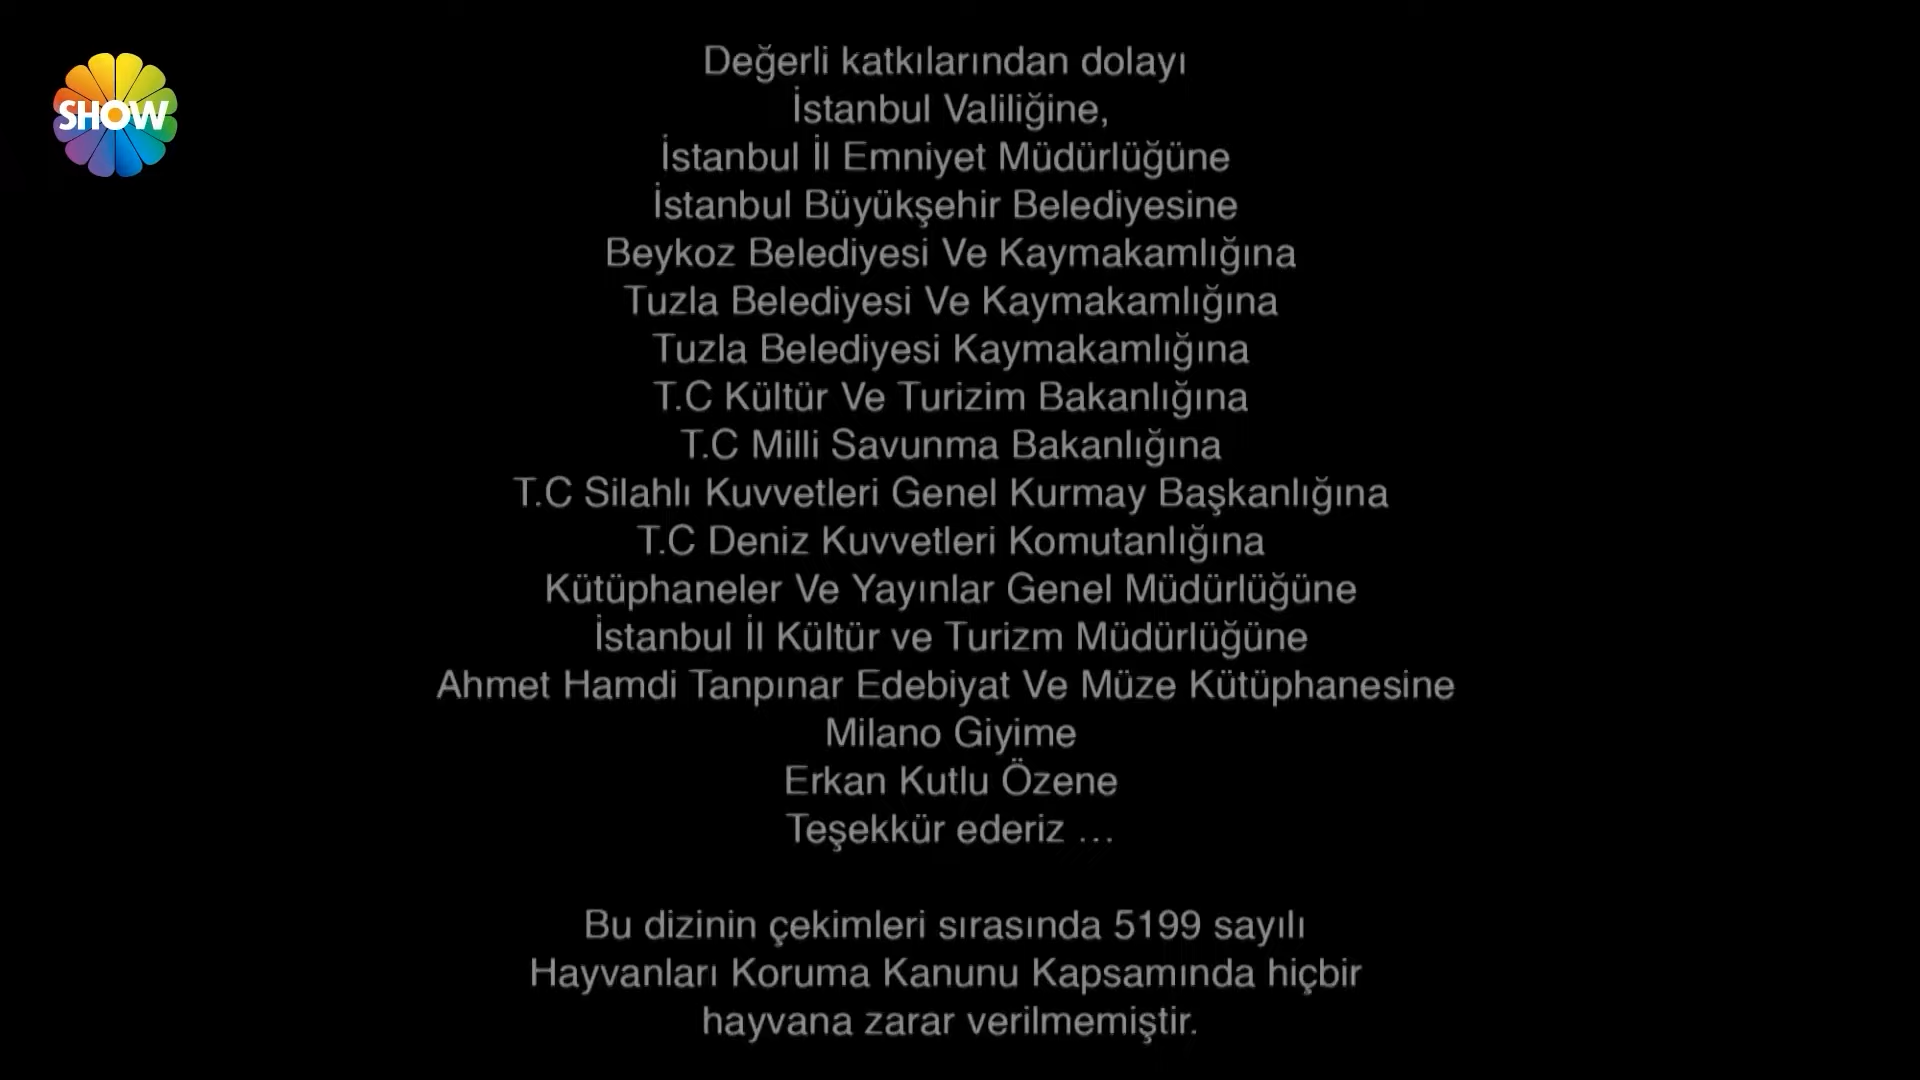 SHOW
Değerli katkılarından dolayı
İstanbul Valiliğine,
İstanbul İl Emniyet Müdürlüğüne
İstanbul Büyükşehir Belediyesine
Beykoz Belediyesi Ve Kaymakamlığına
Tuzla Belediyesi Ve Kaymakamlığına
Tuzla Belediyesi Kaymakamlığına
T.C Kültür Ve Turizim Bakanlığına
T.C Milli Savunma Bakanlığına
T.C Silahlı Kuvvetleri Genel Kurmay Başkanlığına
T.C Deniz Kuvvetleri Komutanlığına
Kütüphaneler Ve Yayınlar Genel Müdürlüğüne
İstanbul İl Kültür ve Turizm Müdürlüğüne
Ahmet Hamdi Tanpınar Edebiyat Ve Müze Kütüphanesine
Milano Giyime
Erkan Kutlu Özene
Teşekkür ederiz …
Bu dizinin çekimleri sırasında 5199 sayılı
Hayvanları Koruma Kanunu Kapsamında hiçbir
hayvana zarar verilmemiştir.